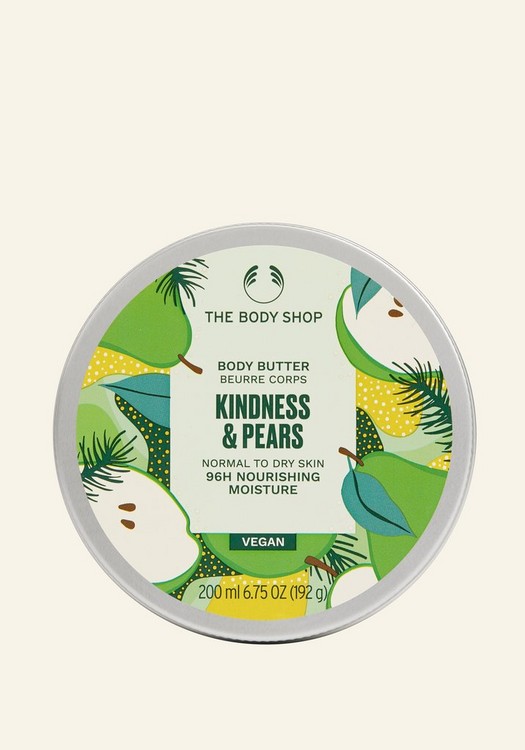 THE BODY SHOP
BODY BUTTER
BEURRE CORPS
KINDNESS
& PEARS
NORMAL TO DRY SKIN
96H NOURISHING
MOISTURE
VEGAN
200 ml 6.75 OZ (192 g)